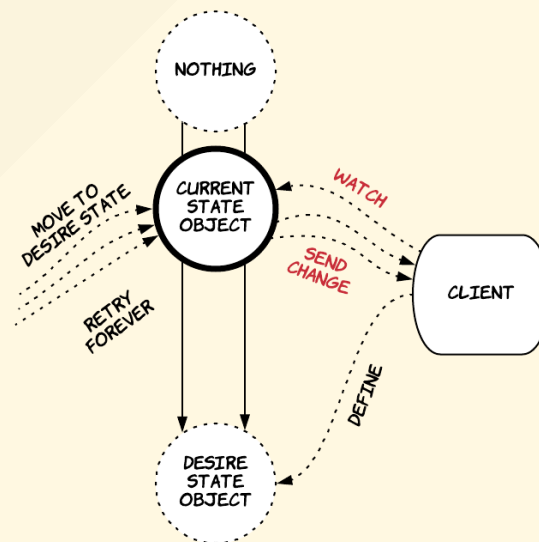 NOTHING
CURRENT
STATE
OBJECT
MOVE TO
DESIRE STATE
RETRY
FOREVER
WATCH
SEND
CHANGE
CLIENT
DEFINE
DESIRE
STATE
OBJECT